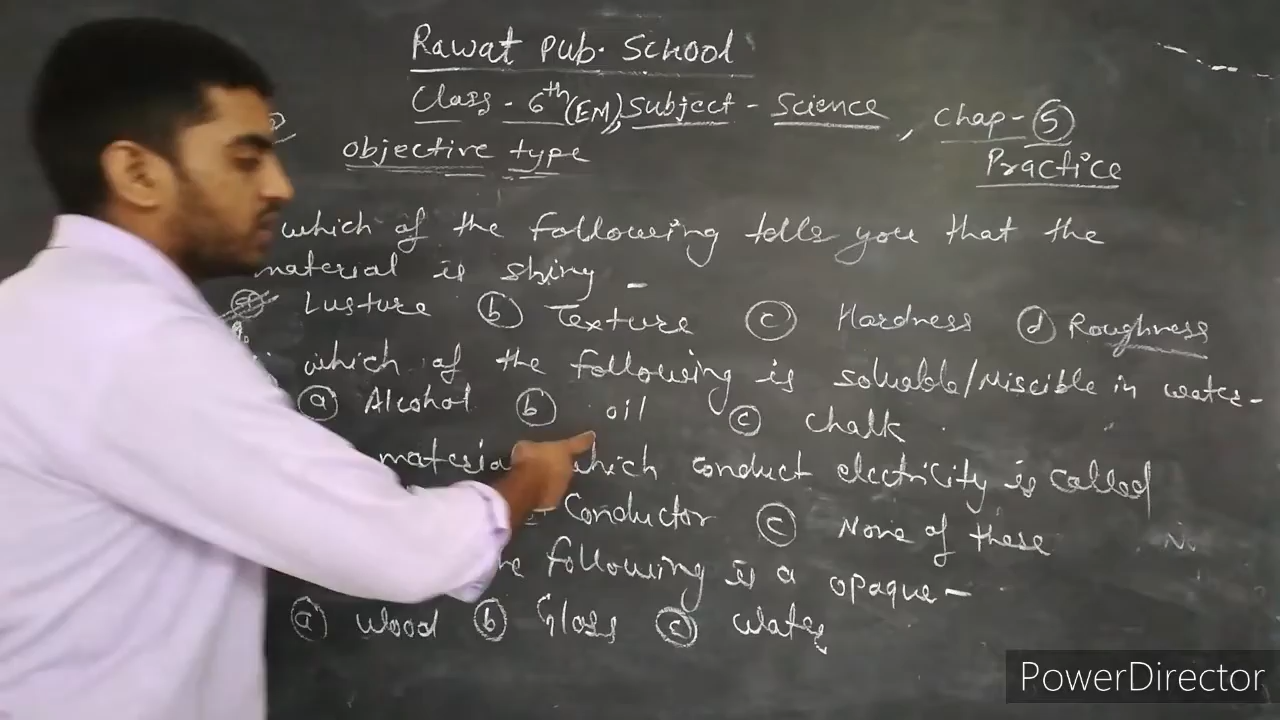 Rawat Pub. School
Class - 6th (EM), Subject - Science, Chap - 5
Objective type Practice
which of the following tells you that the
material is shiny -
Lusture (b) Texture (c) Hardness (d) Roughness
which of the following is soluable/Miscible in water -
(a) Alcohol (b) oil (c) chalk
material which conduct electricity is called
Conductor (c) None of these
following is a opaque -
(a) wood (b) Glass (c) water
PowerDirector